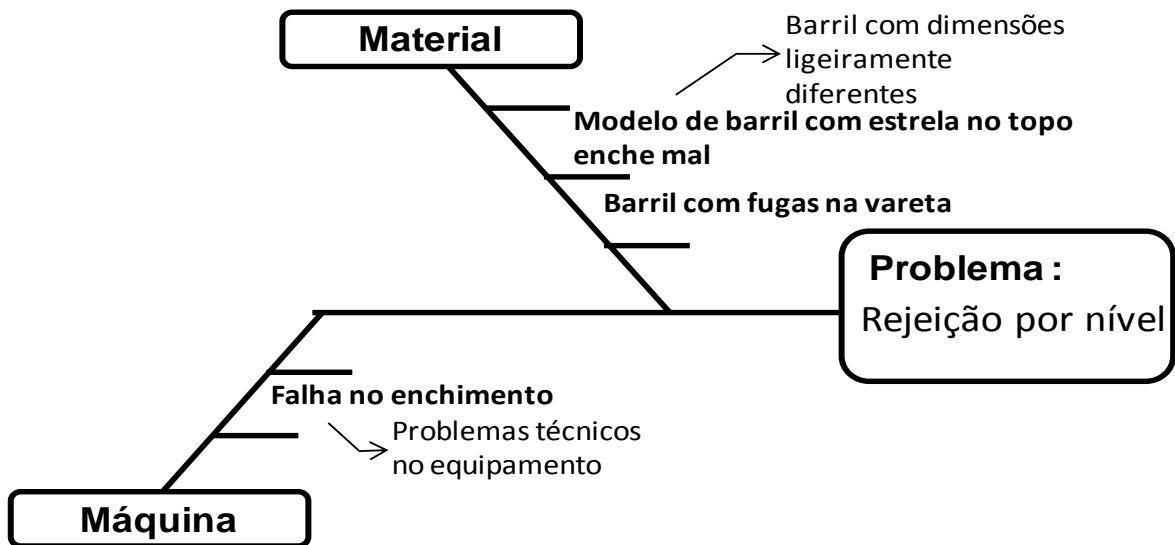 Material
Barril com dimensões
ligeiramente
diferentes
Modelo de barril com estrela no topo
enche mal
Barril com fugas na vareta
Problema :
Rejeição por nível
Falha no enchimento
Problemas técnicos
no equipamento
Máquina